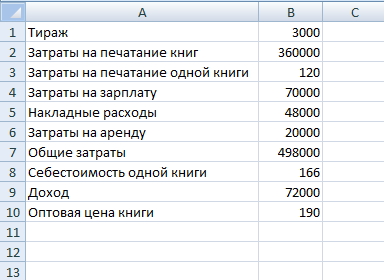 A B C
1 Тираж 3000
2 Затраты на печатание книг 360000
3 Затраты на печатание одной книги 120
4 Затраты на зарплату 70000
5 Накладные расходы 48000
6 Затраты на аренду 20000
7 Общие затраты 498000
8 Себестоимость одной книги 166
9 Доход 72000
10 Оптовая цена книги 190
11
12
13